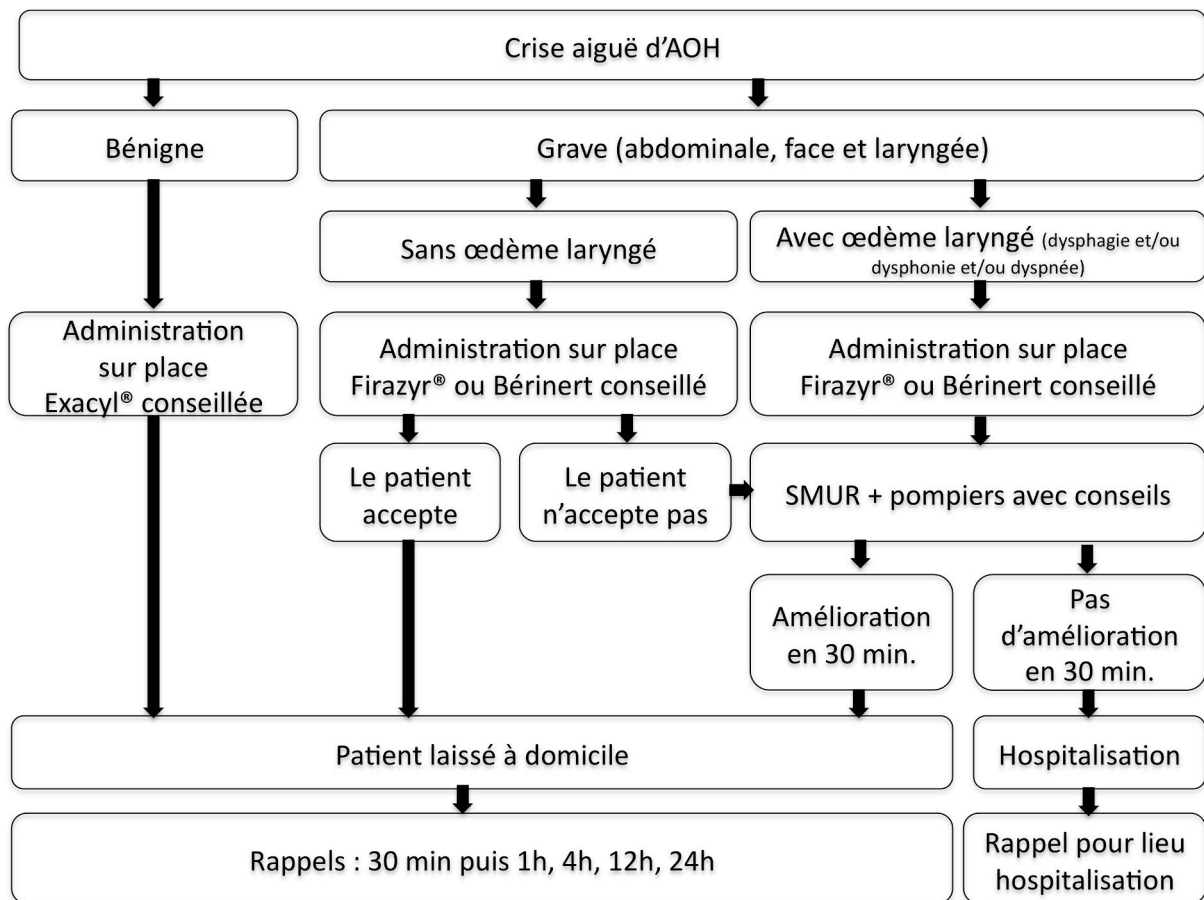 Crise aiguë d'AOH
Bénigne
Grave (abdominale, face et laryngée)
Sans œdème laryngé
Avec œdème laryngé (dysphagie et/ou
dysphonie et/ou dyspnée)
Administration
sur place
Exacyl® conseillée
Administration sur place
Firazyr® ou Bérinert conseillé
Administration sur place
Firazyr® ou Bérinert conseillé
Le patient
accepte
Le patient
n'accepte pas
SMUR + pompiers avec conseils
Amélioration
en 30 min.
Pas
d'amélioration
en 30 min.
Patient laissé à domicile
Hospitalisation
Rappels : 30 min puis 1h, 4h, 12h, 24h
Rappel pour lieu
hospitalisation